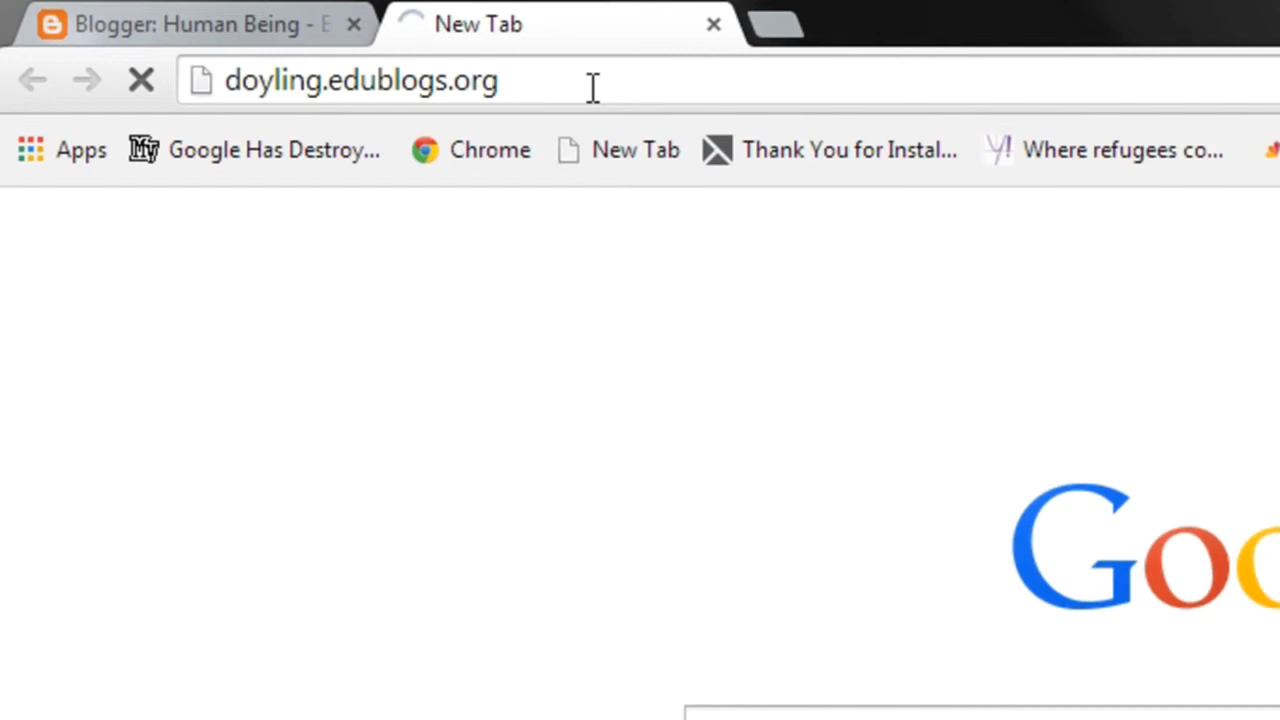 Blogger: Human Being - E
New Tab
doyling.edublogs.org
Apps
My
Google Has Destroy...
Chrome
New Tab
Thank You for Instal...
Y!
Where refugees co...
Goo